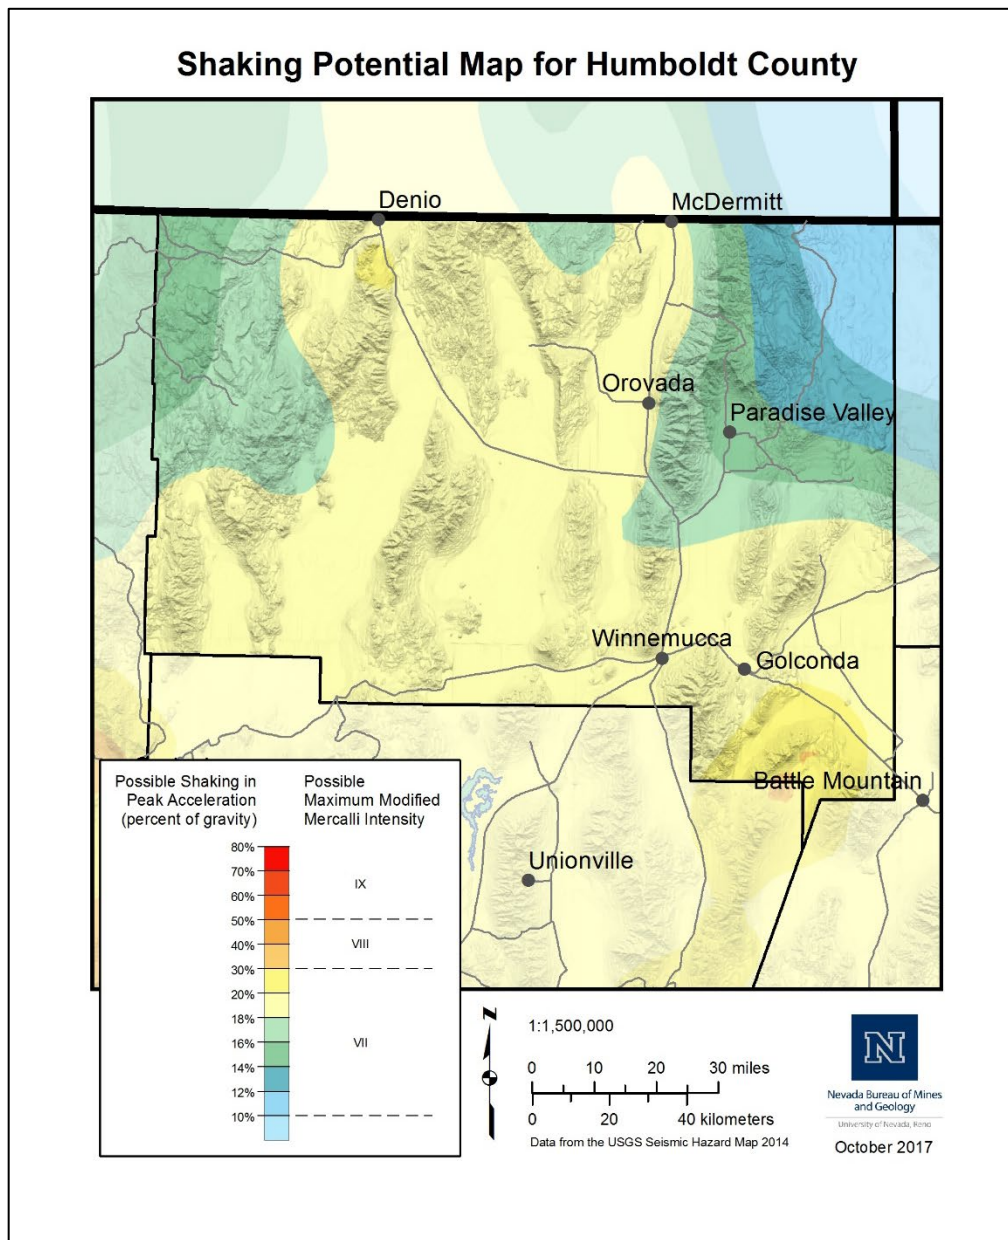 Shaking Potential Map for Humboldt County
Denio
McDermitt
Orovada
Paradise Valley
Winnemucca
Golconda
Battle Mountain
Unionville
Possible Shaking in
Peak Acceleration
(percent of gravity)
Possible
Maximum Modified
Mercalli Intensity
80%
70%
60%
50%
40%
30%
20%
18%
16%
14%
12%
10%
IX
VIII
VII
N
1:1,500,000
0 10 20 30 miles
0 20 40 kilometers
Data from the USGS Seismic Hazard Map 2014
N
Nevada Bureau of Mines
and Geology
University of Nevada, Reno
October 2017